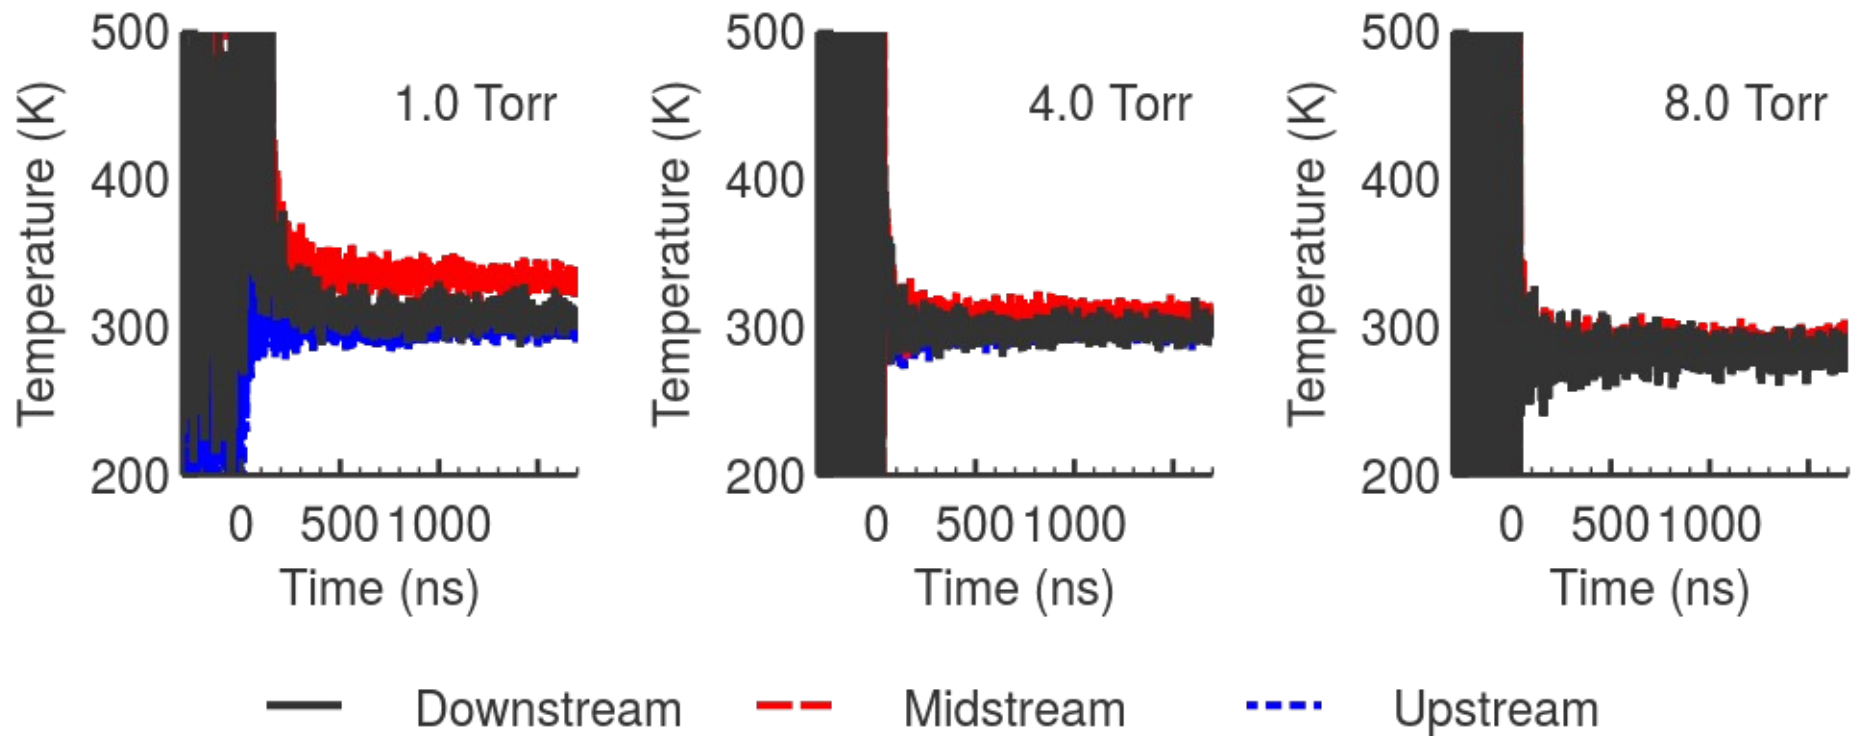 500 500 500
1.0 Torr 4.0 Torr 8.0 Torr
400 400 400
Temperature (K) Temperature (K) Temperature (K)
300 300 300
200 200 200
0 500 1000 0 500 1000 0 500 1000
Time (ns) Time (ns) Time (ns)
Downstream Midstream Upstream